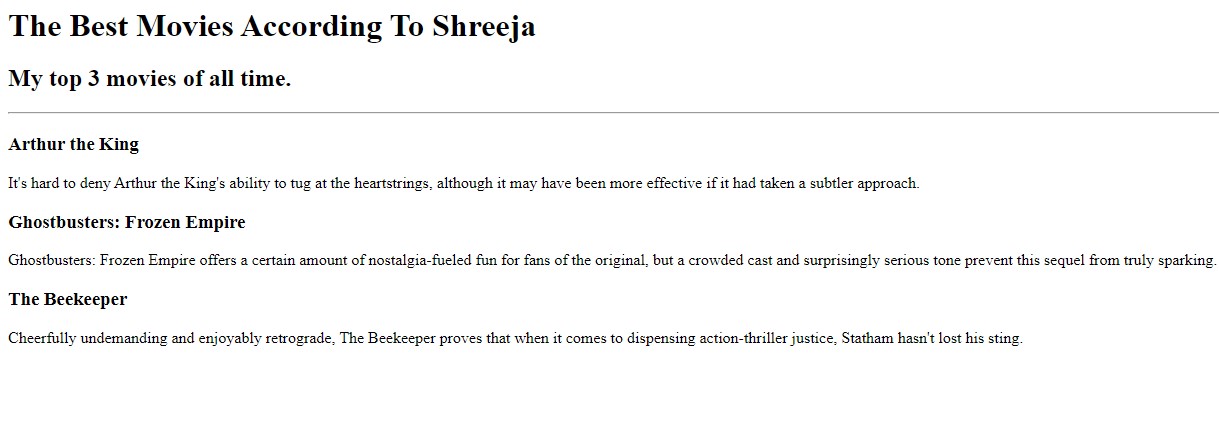 The Best Movies According To Shreeja
My top 3 movies of all time.
Arthur the King
It's hard to deny Arthur the King's ability to tug at the heartstrings, although it may have been more effective if it had taken a subtler approach.
Ghostbusters: Frozen Empire
Ghostbusters: Frozen Empire offers a certain amount of nostalgia-fueled fun for fans of the original, but a crowded cast and surprisingly serious tone prevent this sequel from truly sparking.
The Beekeeper
Cheerfully undemanding and enjoyably retrograde, The Beekeeper proves that when it comes to dispensing action-thriller justice, Statham hasn't lost his sting.